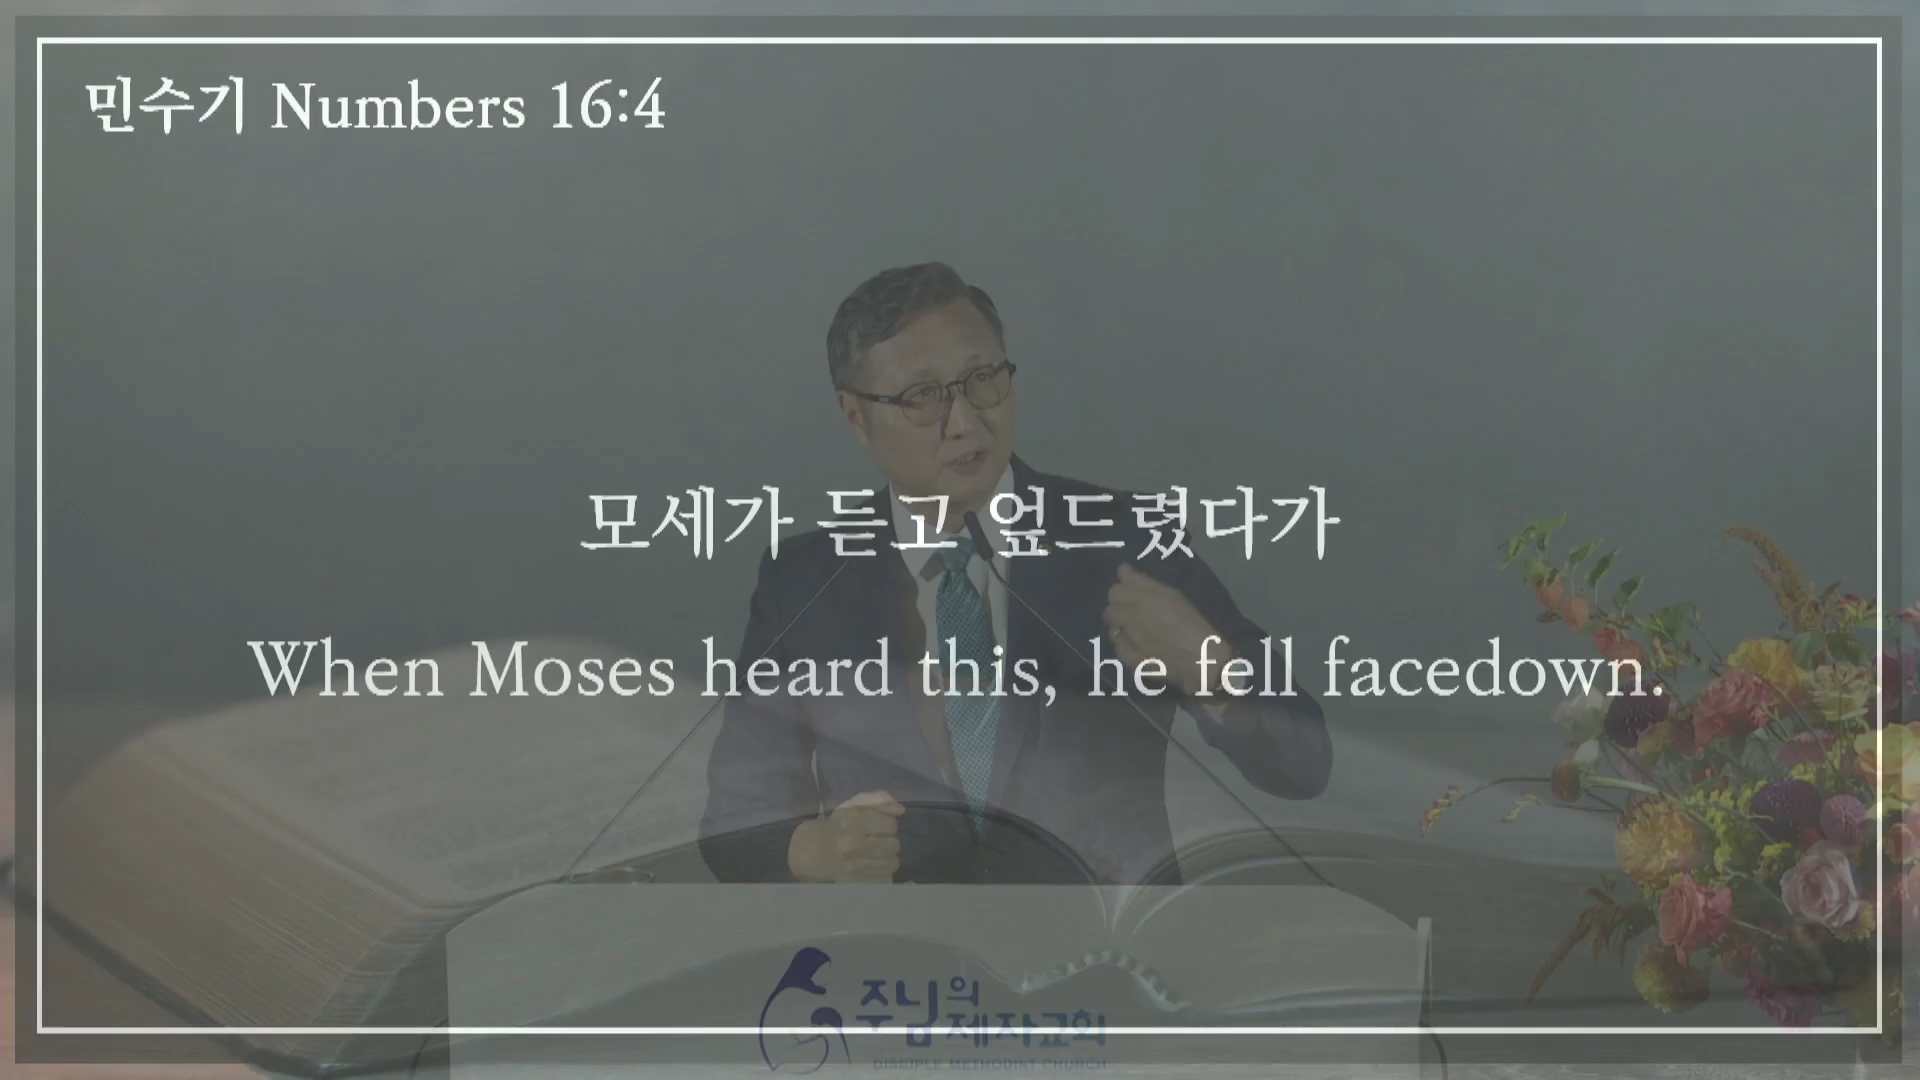 민수기 Numbers 16:4
모세가 듣고 엎드렸다가
When Moses heard this, he fell facedown.
주님의
제자교회
DISCIPLE METHODIST CHURCH